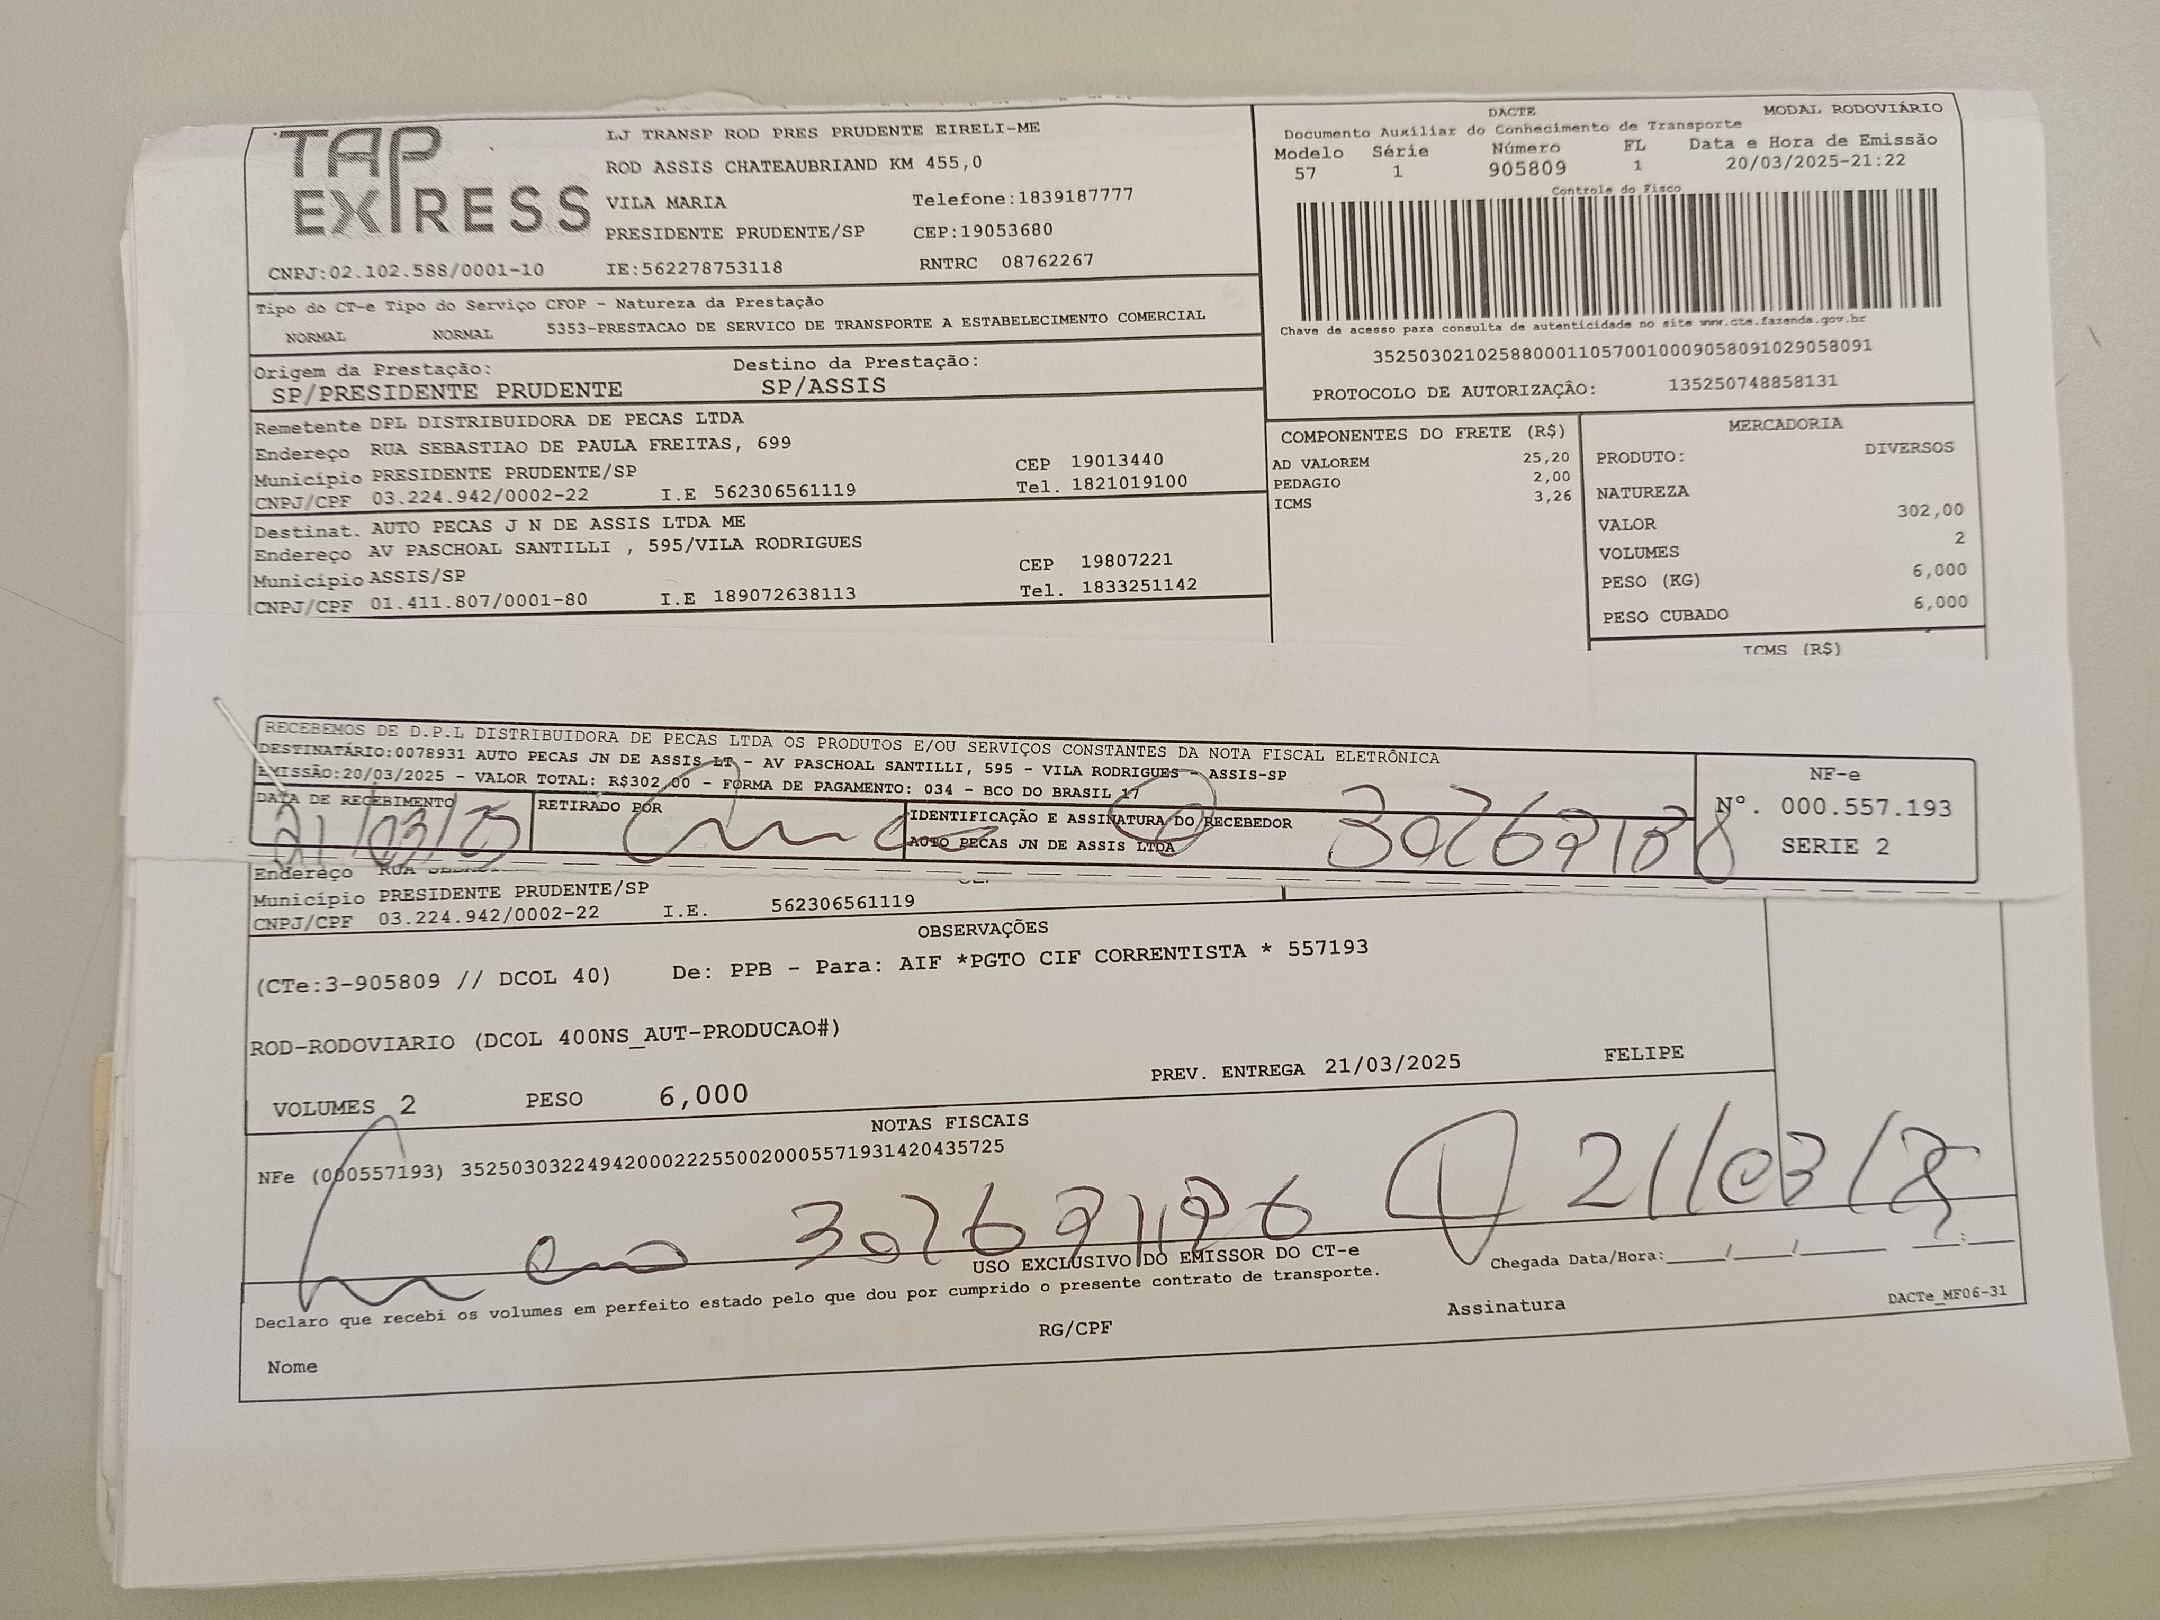 TAP EXPRESS
LJ TRANSP ROD PRES PRUDENTE EIRELI-ME
ROD ASSIS CHATEAUBRIAND KM 455,0
VILA MARIA Telefone:1839187777
PRESIDENTE PRUDENTE/SP CEP:19053680
CNPJ:02.102.588/0001-10 IE:562278753118 RNTRC 08762267
DACTE MODAL RODOVIÁRIO
Documento Auxiliar do Conhecimento de Transporte
Modelo Série Número FL Data e Hora de Emissão
57 1 905809 1 20/03/2025-21:22
Controle do Fisco
Chave de acesso para consulta de autenticidade no site www.cte.fazenda.gov.br
35250302102588000110570010009058091029058091
PROTOCOLO DE AUTORIZAÇÃO: 135250748858131
Tipo do CT-e Tipo do Serviço CFOP - Natureza da Prestação
NORMAL NORMAL 5353-PRESTACAO DE SERVICO DE TRANSPORTE A ESTABELECIMENTO COMERCIAL
Origem da Prestação: Destino da Prestação:
SP/PRESIDENTE PRUDENTE SP/ASSIS
Remetente DPL DISTRIBUIDORA DE PECAS LTDA
Endereço RUA SEBASTIAO DE PAULA FREITAS, 699
Município PRESIDENTE PRUDENTE/SP CEP 19013440
CNPJ/CPF 03.224.942/0002-22 I.E 562306561119 Tel. 1821019100
Destinat. AUTO PECAS J N DE ASSIS LTDA ME
Endereço AV PASCHOAL SANTILLI , 595/VILA RODRIGUES
Município ASSIS/SP CEP 19807221
CNPJ/CPF 01.411.807/0001-80 I.E 189072638113 Tel. 1833251142
COMPONENTES DO FRETE (R$)
AD VALOREM 25,20
PEDAGIO 2,00
ICMS 3,26
MERCADORIA
PRODUTO: DIVERSOS
NATUREZA
VALOR 302,00
VOLUMES 2
PESO (KG) 6,000
PESO CUBADO 6,000
ICMS (R$)
RECEBEMOS DE D.P.L DISTRIBUIDORA DE PECAS LTDA OS PRODUTOS E/OU SERVIÇOS CONSTANTES DA NOTA FISCAL ELETRÔNICA
DESTINATÁRIO:0078931 AUTO PECAS JN DE ASSIS LT - AV PASCHOAL SANTILLI, 595 - VILA RODRIGUES - ASSIS-SP
EMISSÃO:20/03/2025 - VALOR TOTAL: R$302,00 - FORMA DE PAGAMENTO: 034 - BCO DO BRASIL 17
DATA DE RECEBIMENTO RETIRADO POR IDENTIFICAÇÃO E ASSINATURA DO RECEBEDOR
21/03/25 AUTO PECAS JN DE ASSIS LTDA
NF-e
Nº. 000.557.193
SERIE 2
Endereço RUA
Município PRESIDENTE PRUDENTE/SP
CNPJ/CPF 03.224.942/0002-22 I.E. 562306561119
OBSERVAÇÕES
(CTe:3-905809 // DCOL 40) De: PPB - Para: AIF *PGTO CIF CORRENTISTA * 557193
ROD-RODOVIARIO (DCOL 400NS_AUT-PRODUCAO#)
PREV. ENTREGA 21/03/2025 FELIPE
VOLUMES 2 PESO 6,000
NOTAS FISCAIS
NFe (000557193) 35250303224942000222550020005571931420435725
21/03/25
USO EXCLUSIVO DO EMISSOR DO CT-e
Chegada Data/Hora:____/____/______ ____:____
Declaro que recebi os volumes em perfeito estado pelo que dou por cumprido o presente contrato de transporte.
Nome RG/CPF Assinatura DACTe_MF06-31